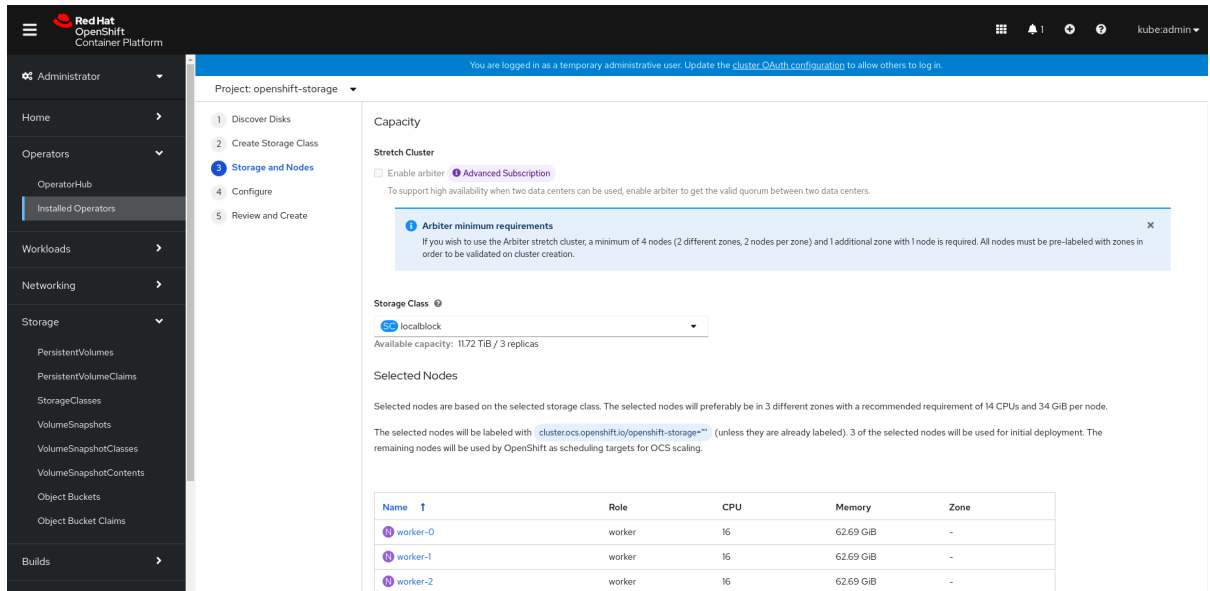 Red Hat
OpenShift
Container Platform
1
kube:admin
Administrator
Home
Operators
OperatorHub
Installed Operators
Workloads
Networking
Storage
PersistentVolumes
PersistentVolumeClaims
StorageClasses
VolumeSnapshots
VolumeSnapshotClasses
VolumeSnapshotContents
Object Buckets
Object Bucket Claims
Builds
You are logged in as a temporary administrative user. Update the cluster OAuth configuration to allow others to log in.
Project: openshift-storage
1 Discover Disks
2 Create Storage Class
3 Storage and Nodes
4 Configure
5 Review and Create
Capacity
Stretch Cluster
Enable arbiter Advanced Subscription
To support high availability when two data centers can be used, enable arbiter to get the valid quorum between two data centers.
Arbiter minimum requirements
If you wish to use the Arbiter stretch cluster, a minimum of 4 nodes (2 different zones, 2 nodes per zone) and 1 additional zone with 1 node is required. All nodes must be pre-labeled with zones in
order to be validated on cluster creation.
Storage Class
SC localblock
Available capacity: 11.72 TiB / 3 replicas
Selected Nodes
Selected nodes are based on the selected storage class. The selected nodes will preferably be in 3 different zones with a recommended requirement of 14 CPUs and 34 GiB per node.
The selected nodes will be labeled with cluster.ocs.openshift.io/openshift-storage="" (unless they are already labeled). 3 of the selected nodes will be used for initial deployment. The
remaining nodes will be used by OpenShift as scheduling targets for OCS scaling.
Name Role CPU Memory Zone
N worker-0 worker 16 62.69 GiB -
N worker-1 worker 16 62.69 GiB -
N worker-2 worker 16 62.69 GiB -